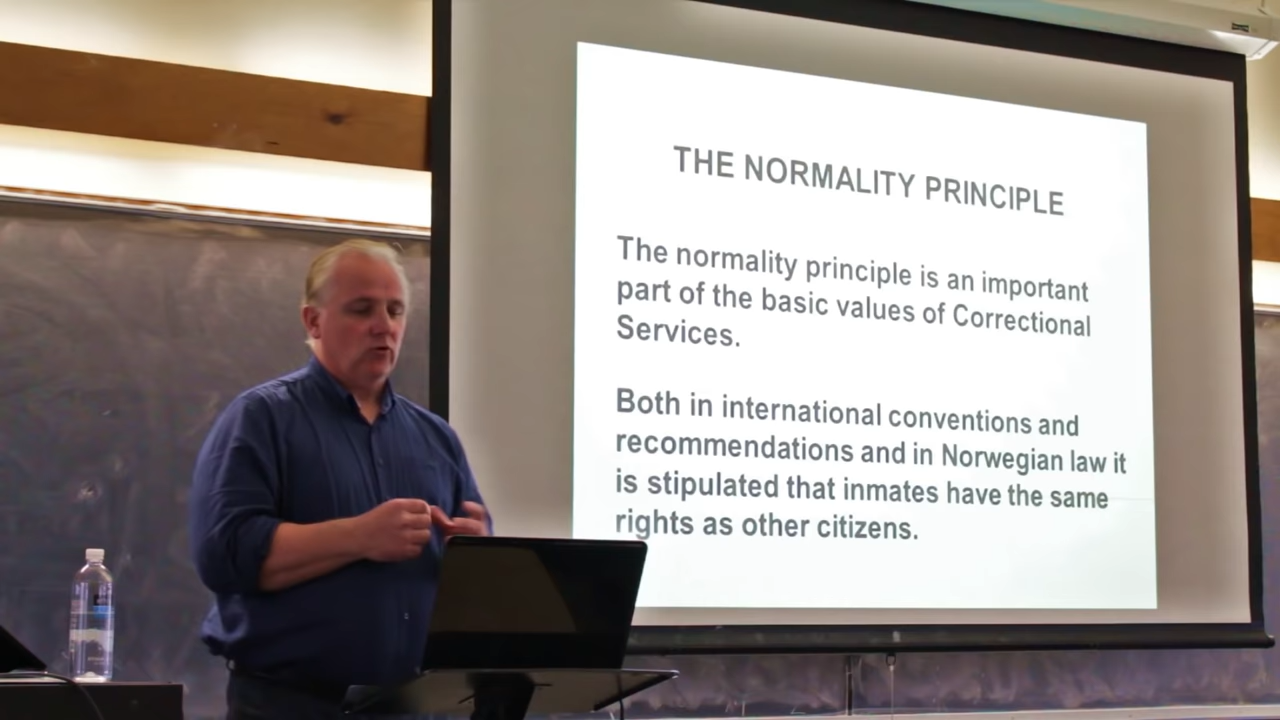 THE NORMALITY PRINCIPLE
The normality principle is an important
part of the basic values of Correctional
Services.
Both in international conventions and
recommendations and in Norwegian law it
is stipulated that inmates have the same
rights as other citizens.